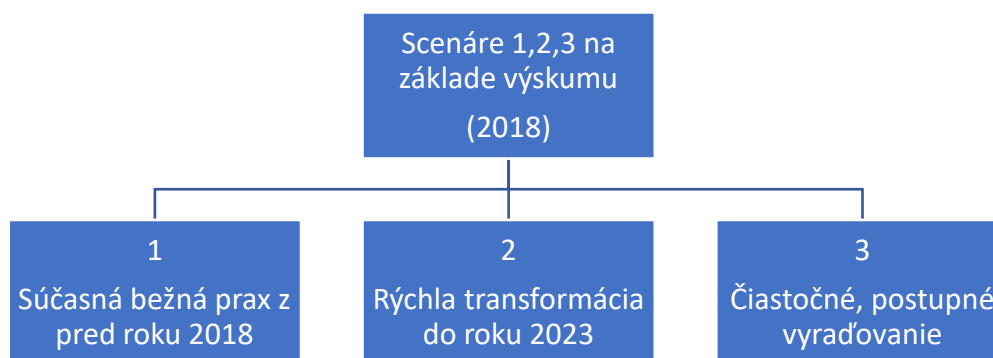 Scenáre 1,2,3 na
základe výskumu
(2018)
1
Súčasná bežná prax z
pred roku 2018
2
Rýchla transformácia
do roku 2023
3
Čiastočné, postupné
vyraďovanie